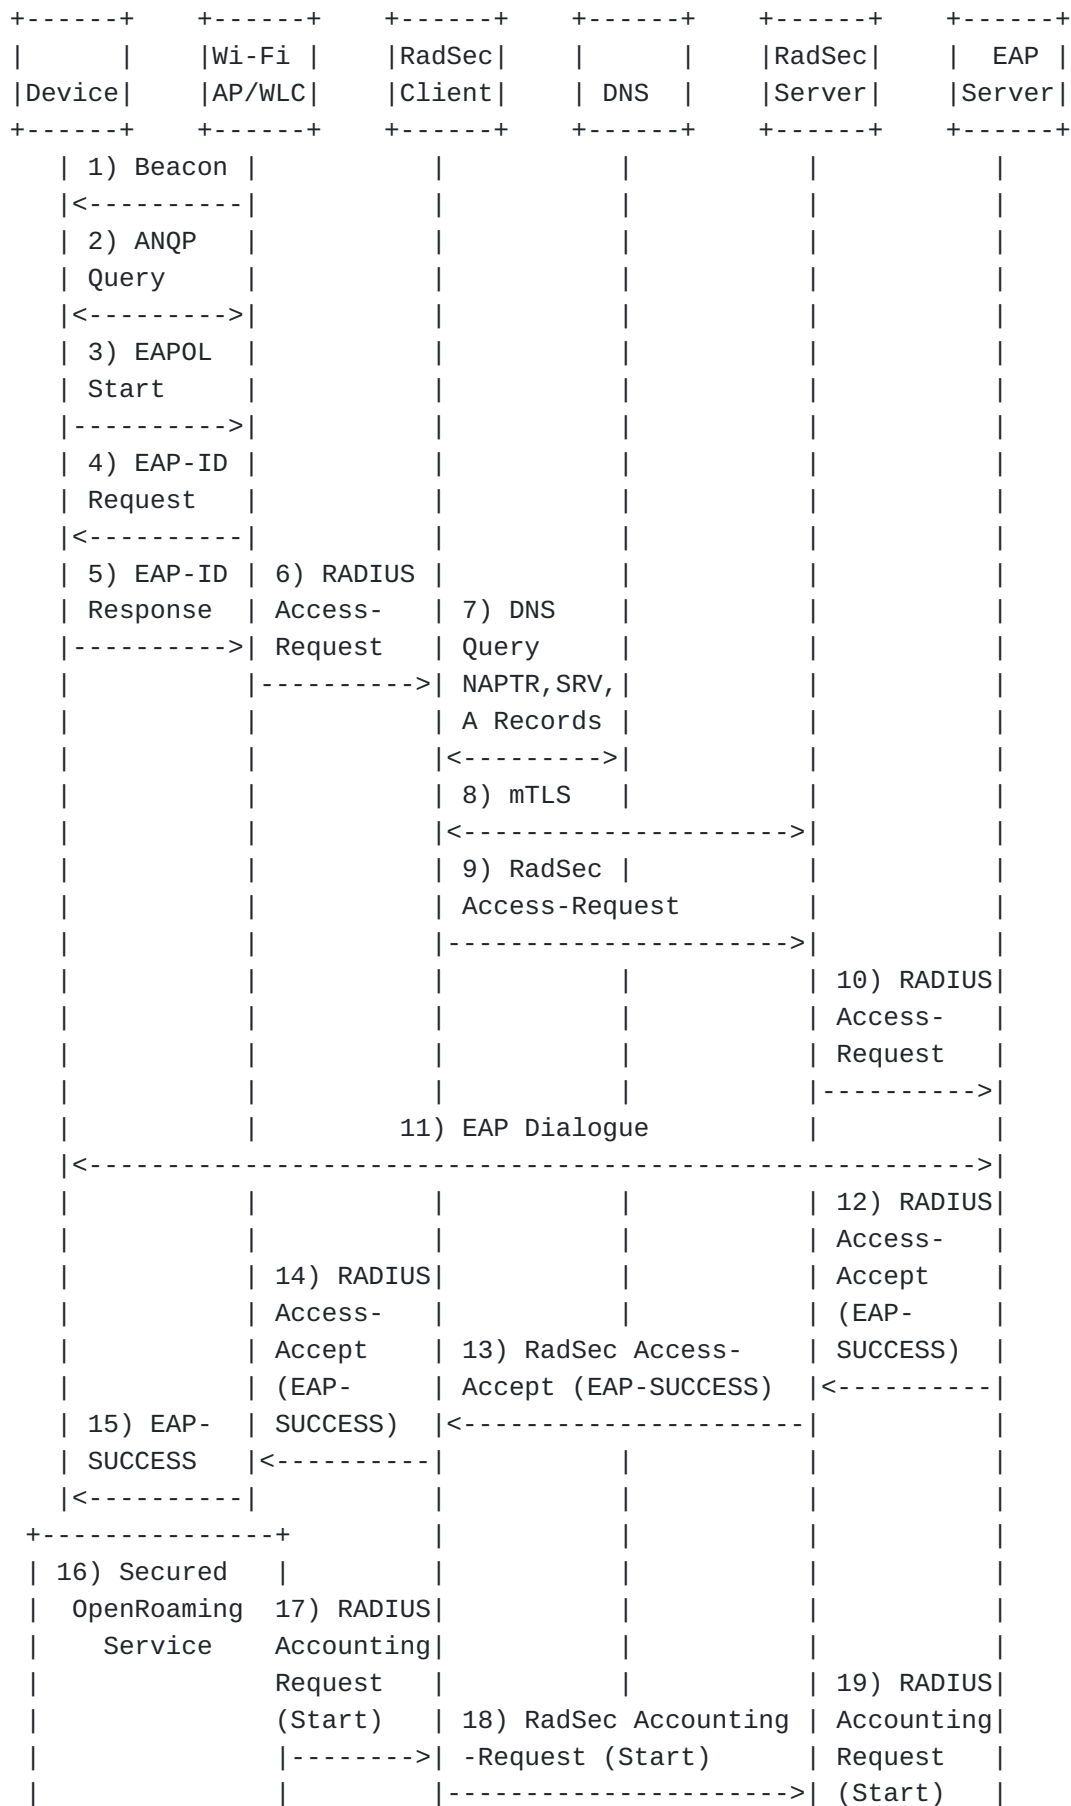 +------+    +------+    +------+    +------+    +------+    +------+
|      |    |Wi-Fi |    |RadSec|    |      |    |RadSec|    |  EAP |
|Device|    |AP/WLC|    |Client|    | DNS  |    |Server|    |Server|
+------+    +------+    +------+    +------+    +------+    +------+
   | 1) Beacon |           |           |           |           |
   |<----------|           |           |           |           |
   | 2) ANQP   |           |           |           |           |
   | Query     |           |           |           |           |
   |<--------->|           |           |           |           |
   | 3) EAPOL  |           |           |           |           |
   | Start     |           |           |           |           |
   |---------->|           |           |           |           |
   | 4) EAP-ID |           |           |           |           |
   | Request   |           |           |           |           |
   |<----------|           |           |           |           |
   | 5) EAP-ID | 6) RADIUS |           |           |           |
   | Response  | Access-   | 7) DNS    |           |           |
   |---------->| Request   | Query     |           |           |
   |           |---------->| NAPTR,SRV,|           |           |
   |           |           | A Records |           |           |
   |           |           |<--------->|           |           |
   |           |           | 8) mTLS   |           |           |
   |           |           |<--------------------->|           |
   |           |           | 9) RadSec |           |           |
   |           |           | Access-Request        |           |
   |           |           |---------------------->|           |
   |           |           |           |           | 10) RADIUS|
   |           |           |           |           | Access-   |
   |           |           |           |           | Request   |
   |           |           |           |           |---------->|
   |           |         11) EAP Dialogue          |           |
   |<--------------------------------------------------------->|
   |           |           |           |           | 12) RADIUS|
   |           |           |           |           | Access-   |
   |           | 14) RADIUS|           |           | Accept    |
   |           | Access-   |           |           | (EAP-     |
   |           | Accept    | 13) RadSec Access-    | SUCCESS)  |
   |           | (EAP-     | Accept (EAP-SUCCESS)  |<----------|
   | 15) EAP-  | SUCCESS)  |<----------------------|           |
   | SUCCESS   |<----------|           |           |           |
   |<----------|           |           |           |           |
 +---------------+         |           |           |           |
 | 16) Secured   |         |           |           |           |
 |  OpenRoaming  17) RADIUS|           |           |           |
 |    Service    Accounting|           |           |           |
 |               Request   |           |           | 19) RADIUS|
 |               (Start)   | 18) RadSec Accounting | Accounting|
 |               |-------->| -Request (Start)      | Request   |
 |               |         |---------------------->| (Start)   |